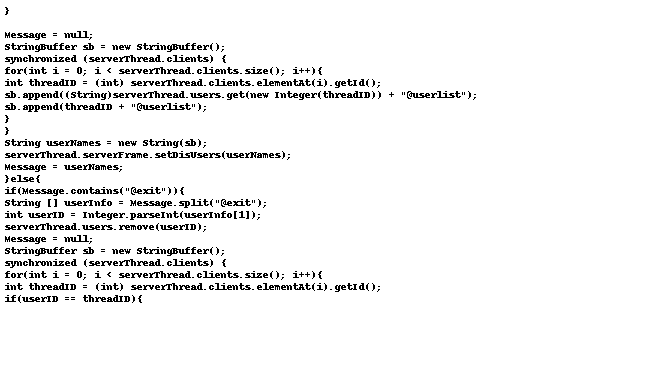 }
Message = null;
StringBuffer sb = new StringBuffer();
synchronized (serverThread.clients) {
for(int i = 0; i < serverThread.clients.size(); i++){
int threadID = (int) serverThread.clients.elementAt(i).getId();
sb.append((String)serverThread.users.get(new Integer(threadID)) + "@userlist");
sb.append(threadID + "@userlist");
}
}
String userNames = new String(sb);
serverThread.serverFrame.setDisUsers(userNames);
Message = userNames;
}else{
if(Message.contains("@exit")){
String [] userInfo = Message.split("@exit");
int userID = Integer.parseInt(userInfo[1]);
serverThread.users.remove(userID);
Message = null;
StringBuffer sb = new StringBuffer();
synchronized (serverThread.clients) {
for(int i = 0; i < serverThread.clients.size(); i++){
int threadID = (int) serverThread.clients.elementAt(i).getId();
if(userID == threadID){